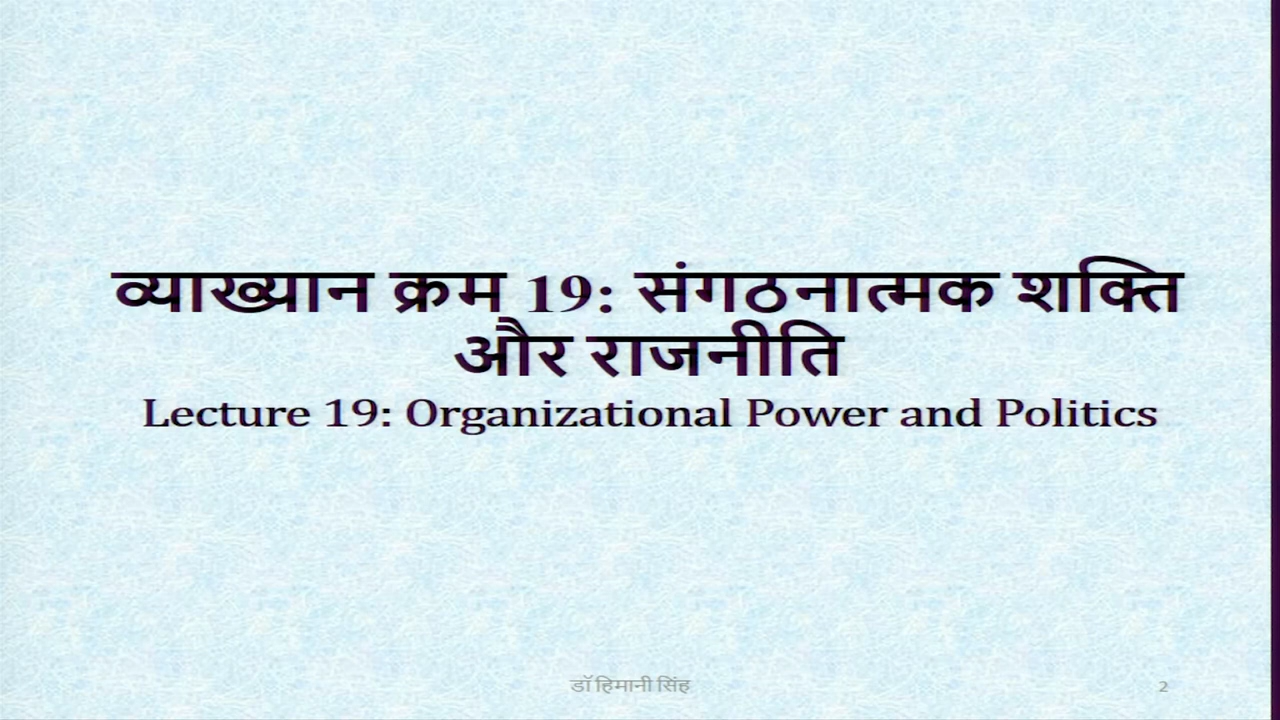 व्याख्यान क्रम 19: संगठनात्मक शक्ति
और राजनीति
Lecture 19: Organizational Power and Politics
डॉ हिमानी सिंह
2